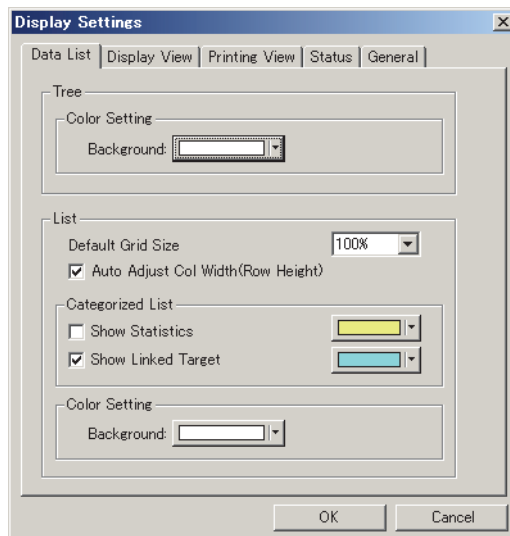 Display Settings
Data List Display View Printing View Status General
Tree
Color Setting
Background:
List
Default Grid Size 100%
Auto Adjust Col Width(Row Height)
Categorized List
Show Statistics
Show Linked Target
Color Setting
Background:
OK Cancel